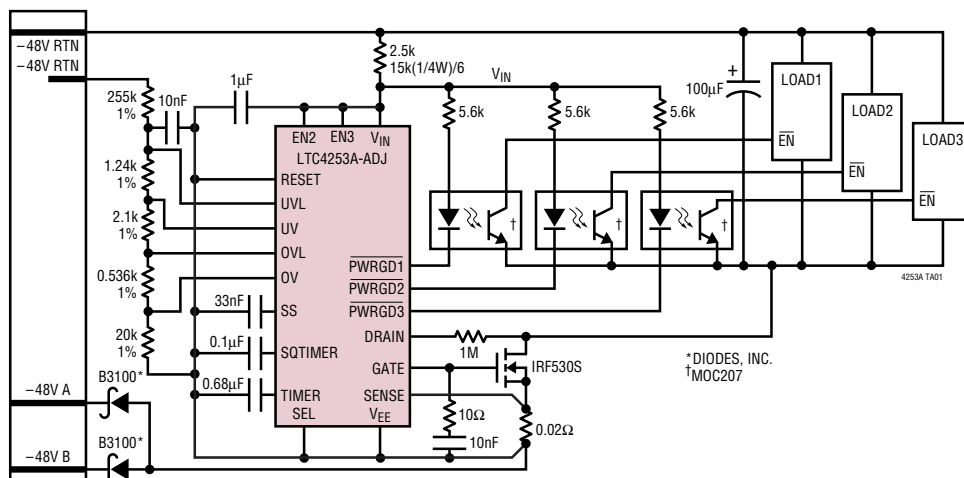 −48V RTN
−48V RTN
255k
1%
10nF
1µF
1.24k
1%
2.1k
1%
0.536k
1%
20k
1%
33nF
0.1µF
0.68µF
B3100*
−48V A
B3100*
−48V B
2.5k
15k(1/4W)/6
VIN
EN2
EN3
VIN
LTC4253A-ADJ
RESET
UVL
UV
OVL
OV
SS
SQTIMER
TIMER
SEL
PWRGD1
PWRGD2
PWRGD3
DRAIN
GATE
SENSE
VEE
5.6k
5.6k
5.6k
†
†
†
1M
IRF530S
10Ω
10nF
0.02Ω
+
100µF
LOAD1
EN
LOAD2
EN
LOAD3
EN
4253A TA01
*DIODES, INC.
†MOC207